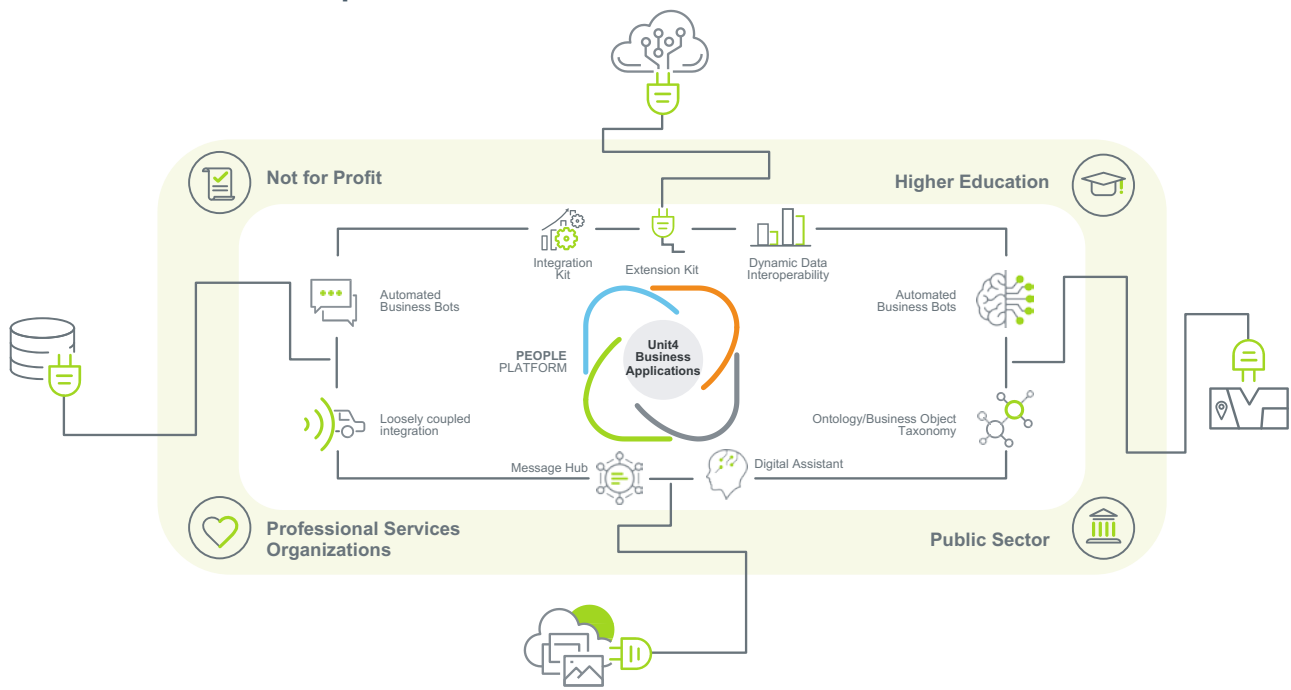 Not for Profit
Higher Education
Integration
Kit
Extension Kit
Dynamic Data
Interoperability
Automated
Business Bots
Automated
Business Bots
PEOPLE
PLATFORM
Unit4
Business
Applications
Loosely coupled
integration
Ontology/Business Object
Taxonomy
Message Hub
Digital Assistant
Professional Services
Organizations
Public Sector